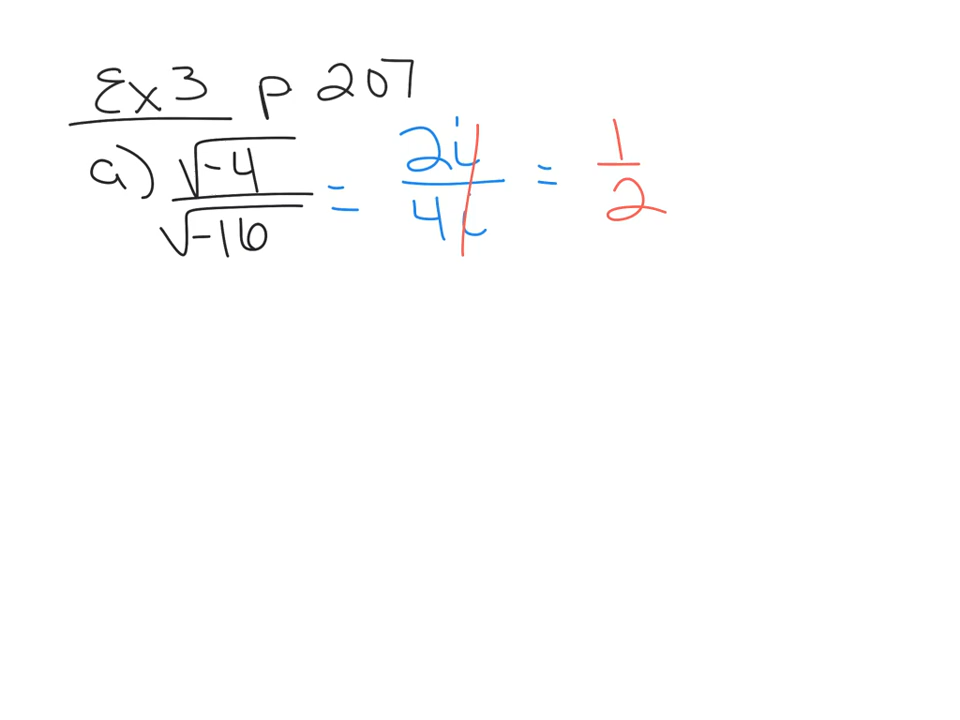 Ex 3 p 207
a) √-4 / √-16 = 2i / 4i = 1 / 2